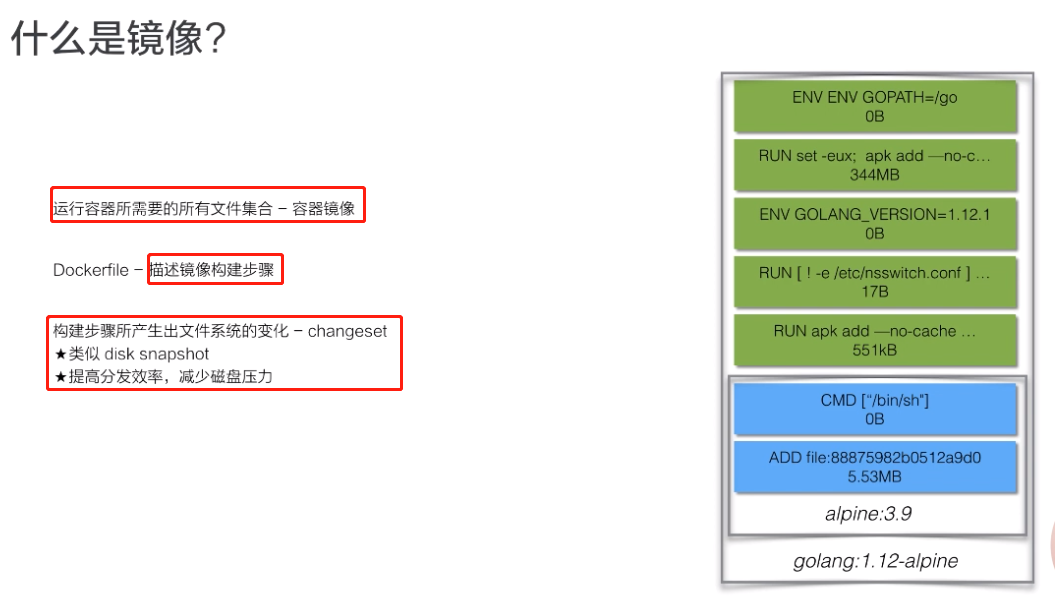 什么是镜像?
运行容器所需要的所有文件集合 – 容器镜像
Dockerfile – 描述镜像构建步骤
构建步骤所产生出文件系统的变化 – changeset
★类似 disk snapshot
★提高分发效率，减少磁盘压力
ENV ENV GOPATH=/go
0B
RUN set -eux; apk add —no-c…
344MB
ENV GOLANG_VERSION=1.12.1
0B
RUN [ ! -e /etc/nsswitch.conf ] …
17B
RUN apk add —no-cache …
551kB
CMD [“/bin/sh"]
0B
ADD file:88875982b0512a9d0
5.53MB
alpine:3.9
golang:1.12-alpine